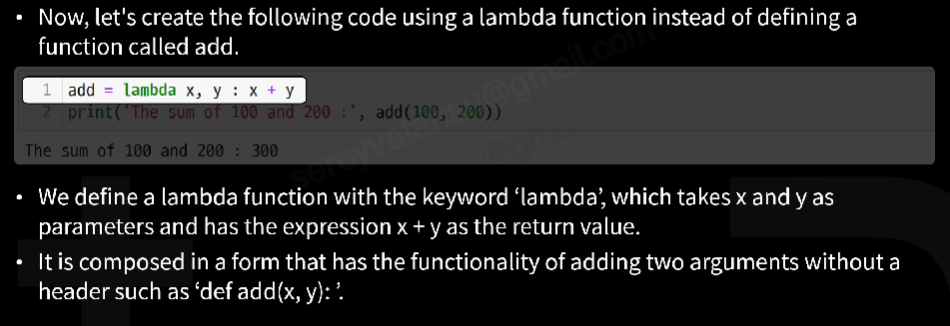 • Now, let's create the following code using a lambda function instead of defining a
function called add.
1 add = lambda x, y : x + y
2 print('The sum of 100 and 200 :', add(100, 200))
The sum of 100 and 200 : 300
• We define a lambda function with the keyword ‘lambda’, which takes x and y as
parameters and has the expression x + y as the return value.
• It is composed in a form that has the functionality of adding two arguments without a
header such as ‘def add(x, y): ’.